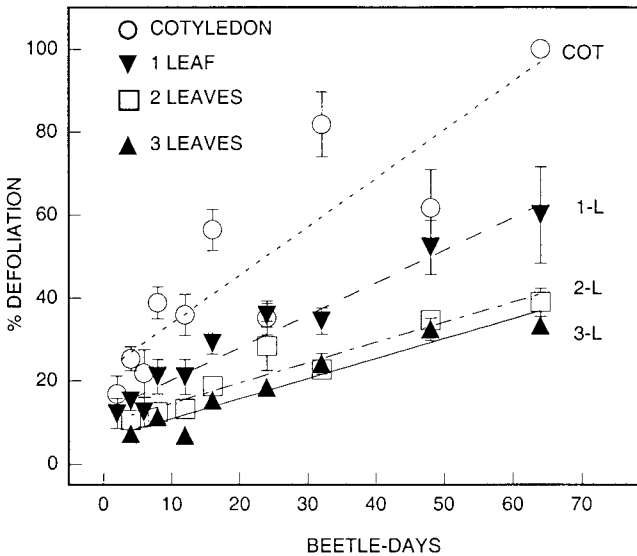 ○ COTYLEDON
▼ 1 LEAF
□ 2 LEAVES
▲ 3 LEAVES
COT
1-L
2-L
3-L
% DEFOLIATION
100
80
60
40
20
0
0 10 20 30 40 50 60 70
BEETLE-DAYS